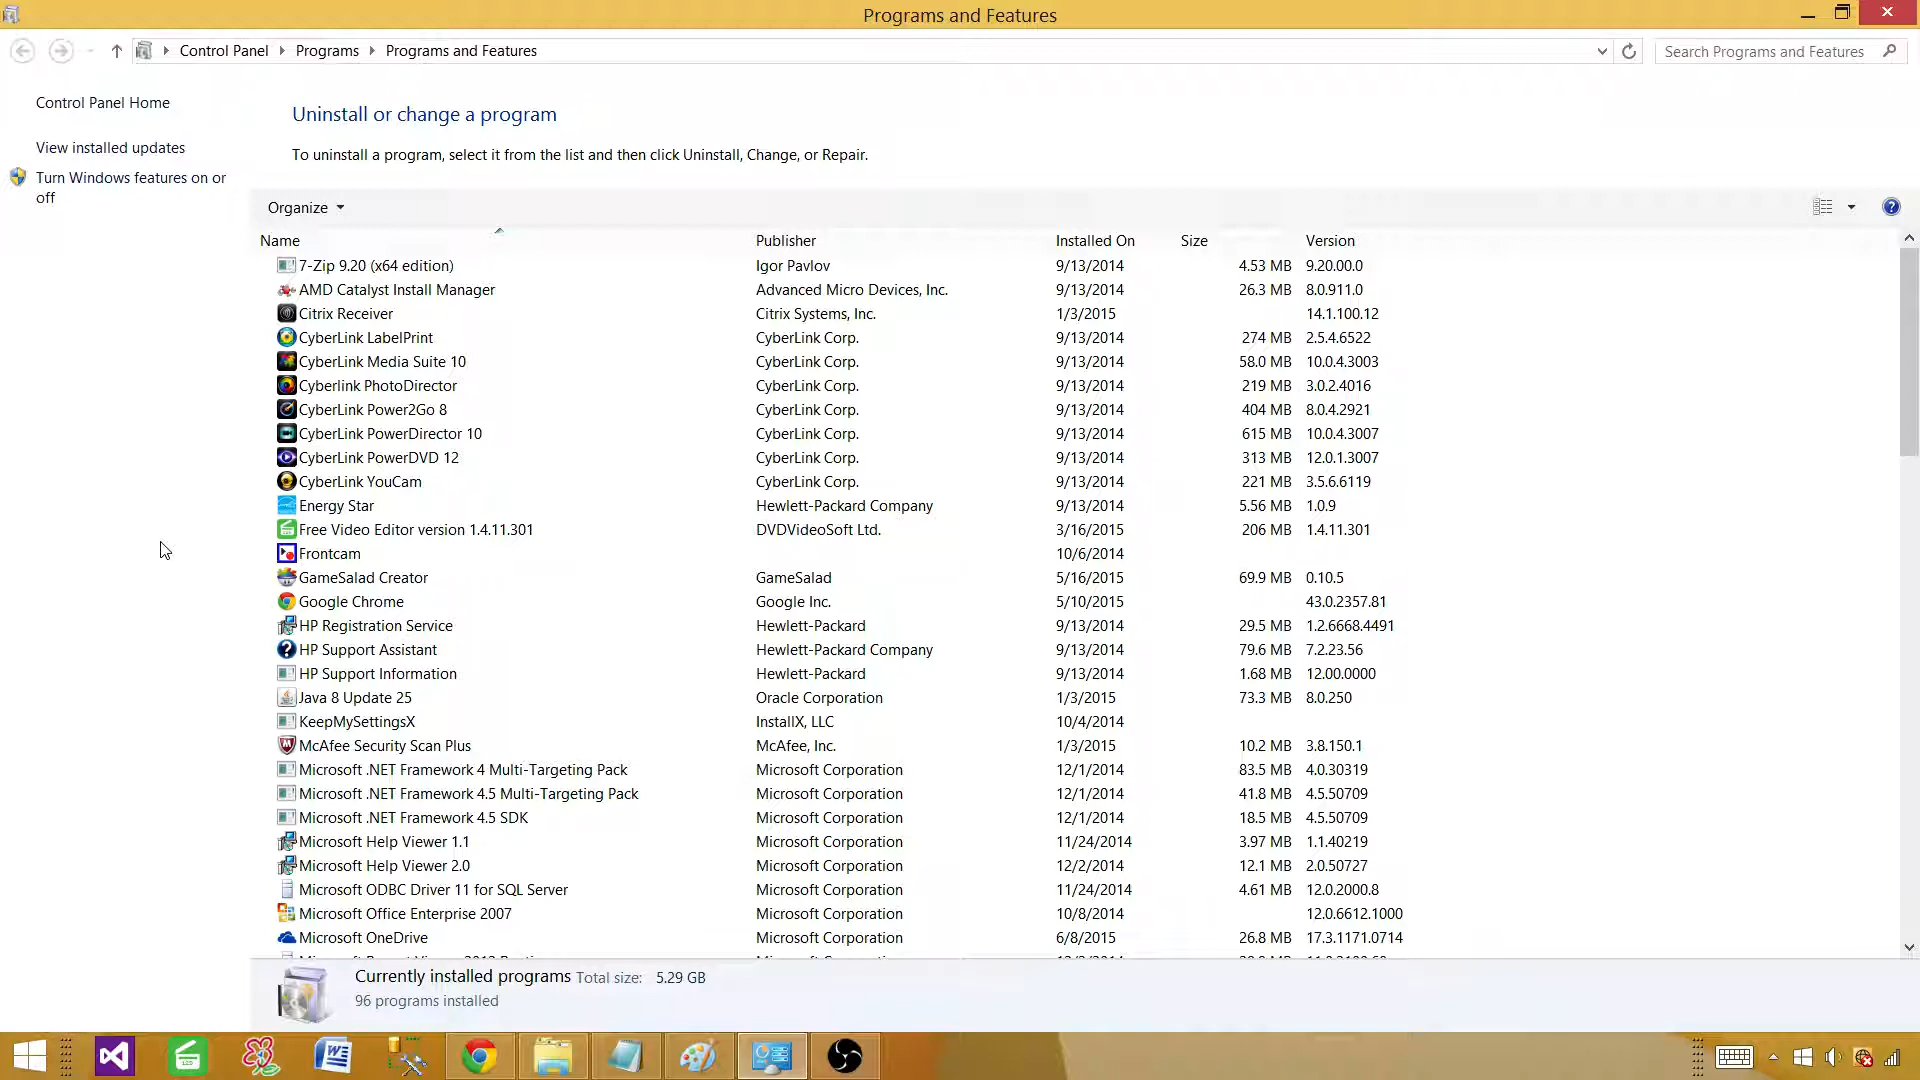 Programs and Features
Control Panel Programs Programs and Features
Search Programs and Features
Control Panel Home
View installed updates
Turn Windows features on or
off
Uninstall or change a program
To uninstall a program, select it from the list and then click Uninstall, Change, or Repair.
Organize
Name Publisher Installed On Size Version
7-Zip 9.20 (x64 edition) Igor Pavlov 9/13/2014 4.53 MB 9.20.00.0
AMD Catalyst Install Manager Advanced Micro Devices, Inc. 9/13/2014 26.3 MB 8.0.911.0
Citrix Receiver Citrix Systems, Inc. 1/3/2015 14.1.100.12
CyberLink LabelPrint CyberLink Corp. 9/13/2014 274 MB 2.5.4.6522
CyberLink Media Suite 10 CyberLink Corp. 9/13/2014 58.0 MB 10.0.4.3003
Cyberlink PhotoDirector CyberLink Corp. 9/13/2014 219 MB 3.0.2.4016
CyberLink Power2Go 8 CyberLink Corp. 9/13/2014 404 MB 8.0.4.2921
CyberLink PowerDirector 10 CyberLink Corp. 9/13/2014 615 MB 10.0.4.3007
CyberLink PowerDVD 12 CyberLink Corp. 9/13/2014 313 MB 12.0.1.3007
CyberLink YouCam CyberLink Corp. 9/13/2014 221 MB 3.5.6.6119
Energy Star Hewlett-Packard Company 9/13/2014 5.56 MB 1.0.9
Free Video Editor version 1.4.11.301 DVDVideoSoft Ltd. 3/16/2015 206 MB 1.4.11.301
Frontcam 10/6/2014
GameSalad Creator GameSalad 5/16/2015 69.9 MB 0.10.5
Google Chrome Google Inc. 5/10/2015 43.0.2357.81
HP Registration Service Hewlett-Packard 9/13/2014 29.5 MB 1.2.6668.4491
HP Support Assistant Hewlett-Packard Company 9/13/2014 79.6 MB 7.2.23.56
HP Support Information Hewlett-Packard 9/13/2014 1.68 MB 12.00.0000
Java 8 Update 25 Oracle Corporation 1/3/2015 73.3 MB 8.0.250
KeepMySettingsX InstallX, LLC 10/4/2014
McAfee Security Scan Plus McAfee, Inc. 1/3/2015 10.2 MB 3.8.150.1
Microsoft .NET Framework 4 Multi-Targeting Pack Microsoft Corporation 12/1/2014 83.5 MB 4.0.30319
Microsoft .NET Framework 4.5 Multi-Targeting Pack Microsoft Corporation 12/1/2014 41.8 MB 4.5.50709
Microsoft .NET Framework 4.5 SDK Microsoft Corporation 12/1/2014 18.5 MB 4.5.50709
Microsoft Help Viewer 1.1 Microsoft Corporation 11/24/2014 3.97 MB 1.1.40219
Microsoft Help Viewer 2.0 Microsoft Corporation 12/2/2014 12.1 MB 2.0.50727
Microsoft ODBC Driver 11 for SQL Server Microsoft Corporation 11/24/2014 4.61 MB 12.0.2000.8
Microsoft Office Enterprise 2007 Microsoft Corporation 10/8/2014 12.0.6612.1000
Microsoft OneDrive Microsoft Corporation 6/8/2015 26.8 MB 17.3.1171.0714
Currently installed programs Total size: 5.29 GB
96 programs installed